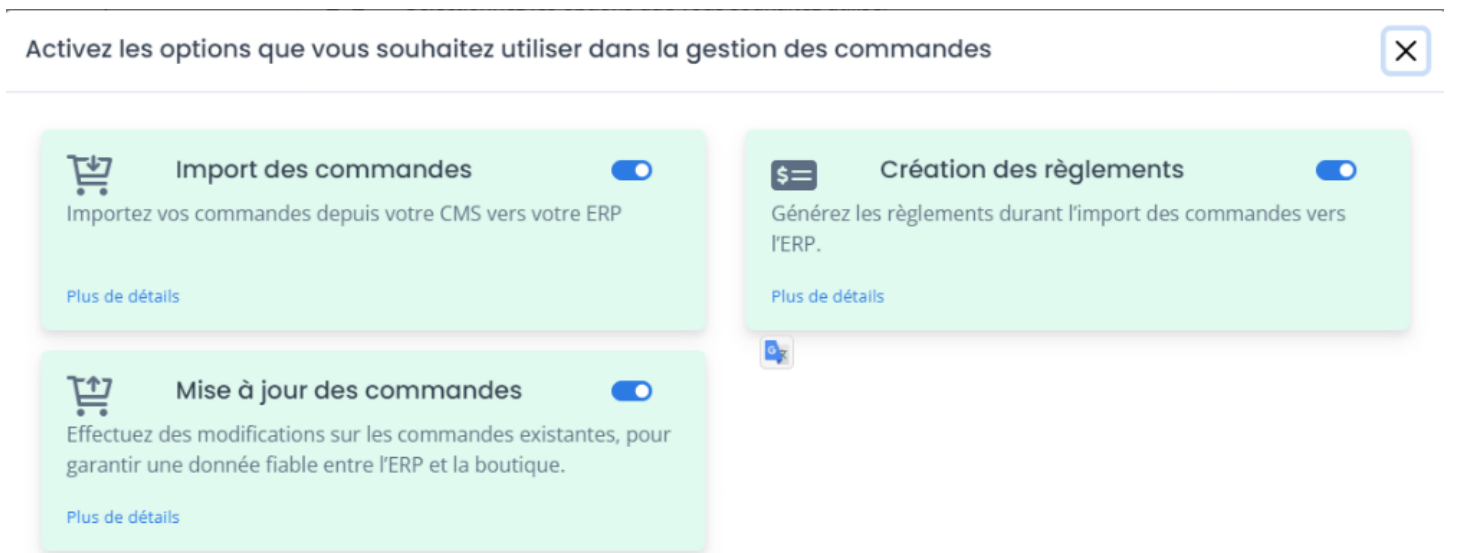 Activez les options que vous souhaitez utiliser dans la gestion des commandes
Import des commandes
Importez vos commandes depuis votre CMS vers votre ERP
Plus de détails
Création des règlements
Générez les règlements durant l'import des commandes vers
l'ERP.
Plus de détails
Mise à jour des commandes
Effectuez des modifications sur les commandes existantes, pour
garantir une donnée fiable entre l'ERP et la boutique.
Plus de détails